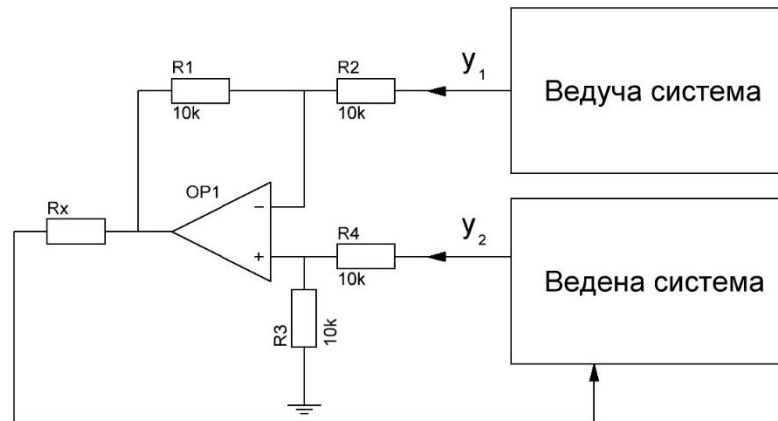 R1
10k
R2
10k
y1
Ведуча система
OP1
−
+
Rx
R4
10k
y2
Ведена система
R3
10k